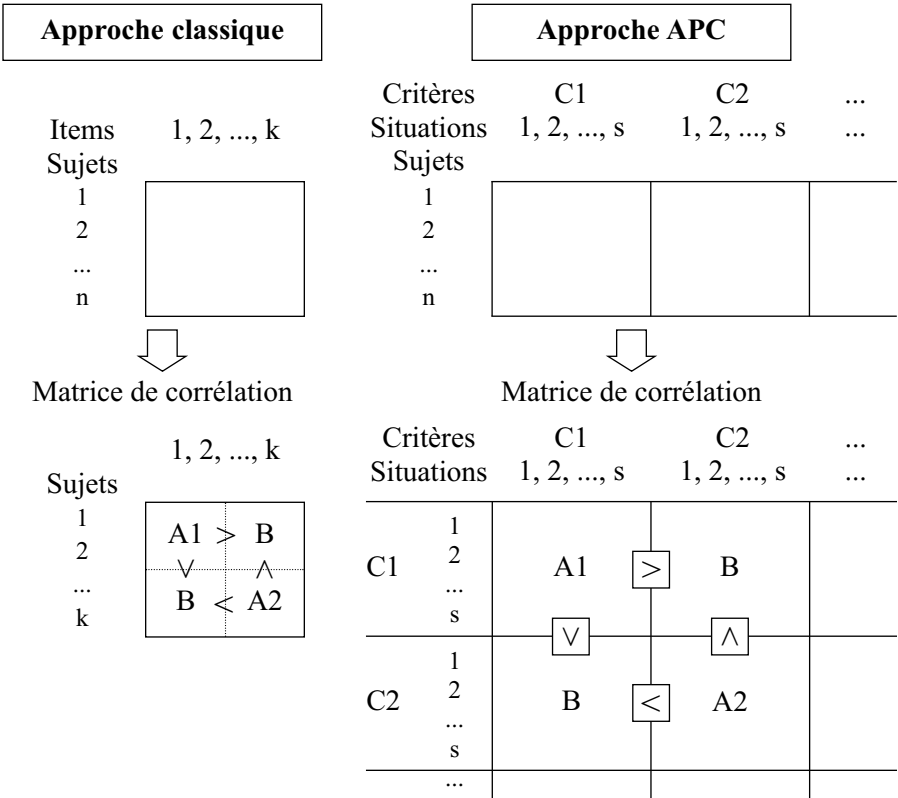 Approche classique
Items 1, 2, ..., k
Sujets
1
2
...
n
Matrice de corrélation
1, 2, ..., k
Sujets
1
2
...
k
A1 > B
∨ ∧
B < A2
Approche APC
Critères C1 C2 ...
Situations 1, 2, ..., s 1, 2, ..., s ...
Sujets
1
2
...
n
Matrice de corrélation
Critères C1 C2 ...
Situations 1, 2, ..., s 1, 2, ..., s ...
C1
1
2
...
s
A1 > B
∨ ∧
C2
1
2
...
s
B < A2
...